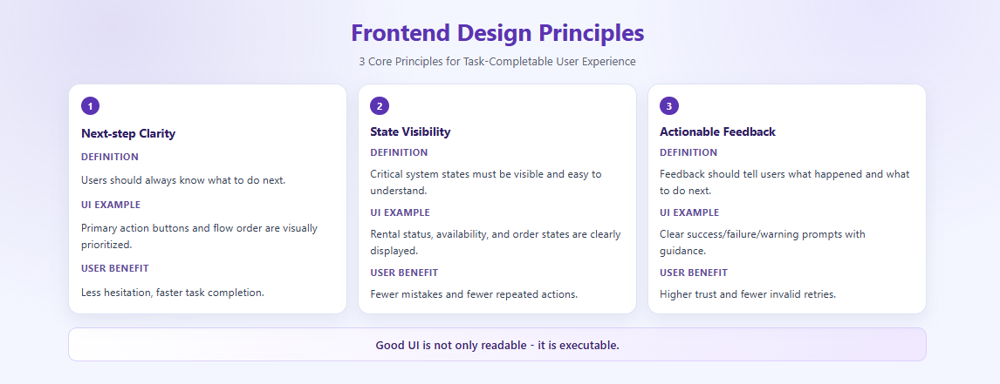 Frontend Design Principles
3 Core Principles for Task-Completable User Experience
1
Next-step Clarity
DEFINITION
Users should always know what to do next.
UI EXAMPLE
Primary action buttons and flow order are visually
prioritized.
USER BENEFIT
Less hesitation, faster task completion.
2
State Visibility
DEFINITION
Critical system states must be visible and easy to
understand.
UI EXAMPLE
Rental status, availability, and order states are clearly
displayed.
USER BENEFIT
Fewer mistakes and fewer repeated actions.
3
Actionable Feedback
DEFINITION
Feedback should tell users what happened and what
to do next.
UI EXAMPLE
Clear success/failure/warning prompts with
guidance.
USER BENEFIT
Higher trust and fewer invalid retries.
Good UI is not only readable - it is executable.